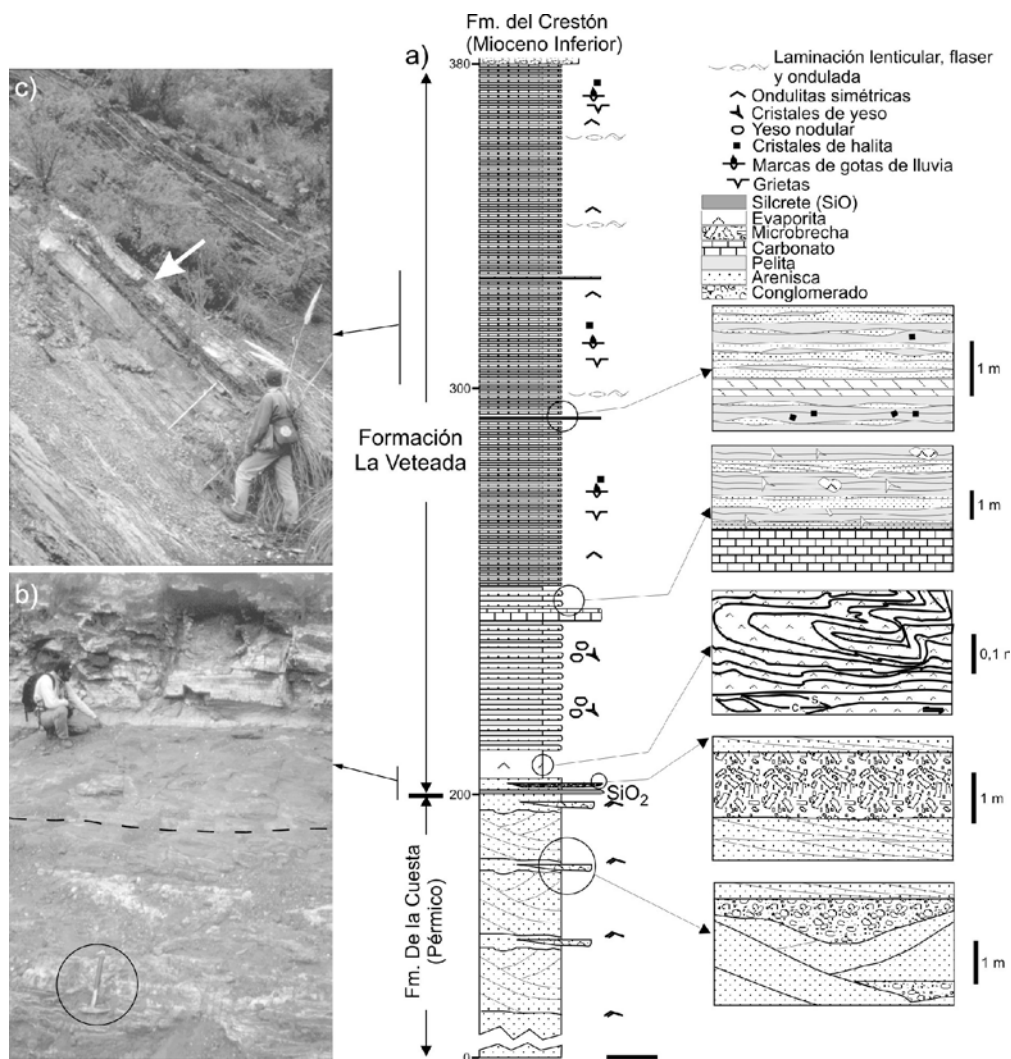 Fm. del Crestón
(Mioceno Inferior)
a)
380
300
200
0
c)
b)
Formación
La Veteada
Fm. De la Cuesta
(Pérmico)
SiO2
Laminación lenticular, flaser
y ondulada
Ondulitas simétricas
Cristales de yeso
Yeso nodular
Cristales de halita
Marcas de gotas de lluvia
Grietas
Silcrete (SiO)
Evaporita
Microbrecha
Carbonato
Pelita
Arenisca
Conglomerado
1 m
1 m
0,1 
s
c
1 m
1 m